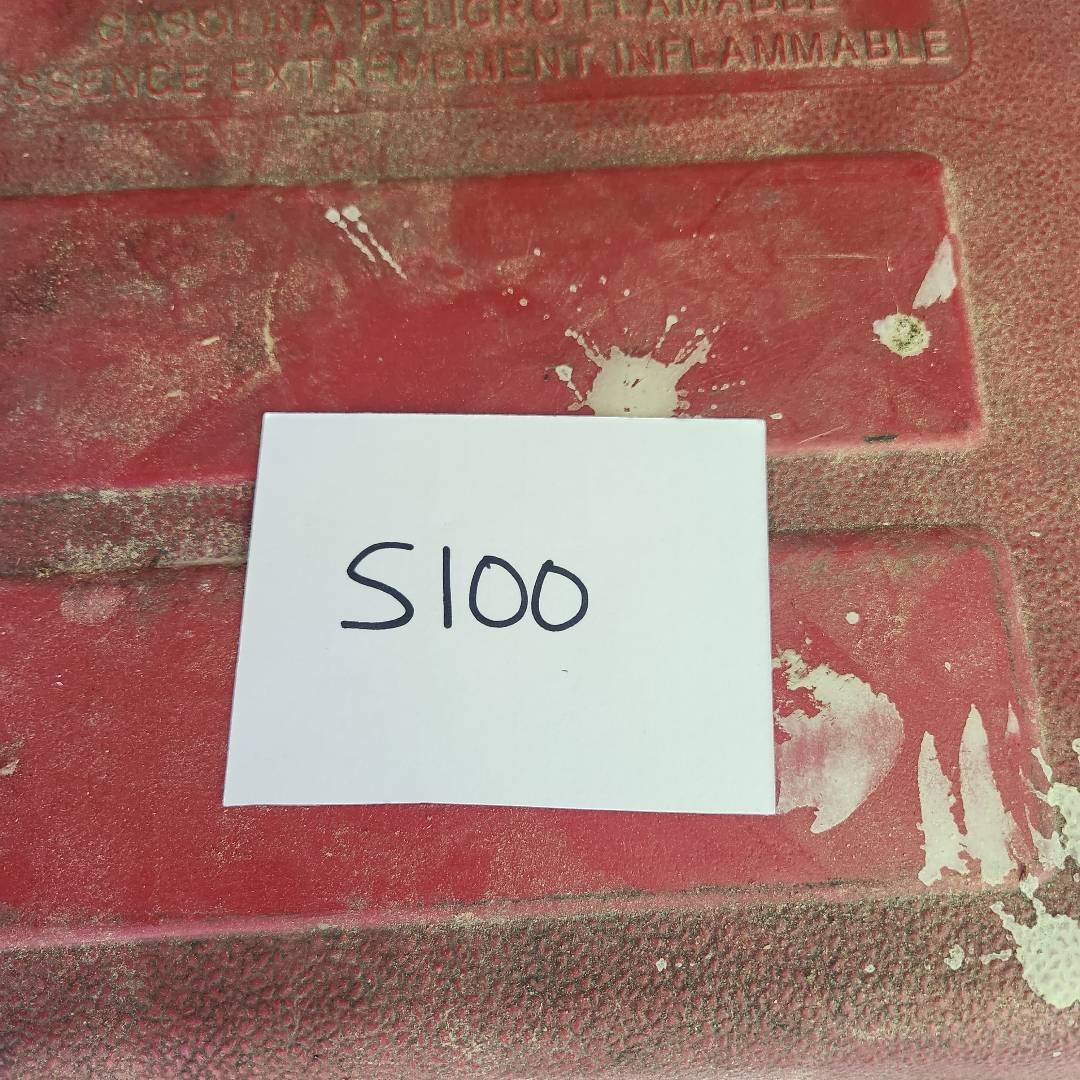 GASOLINA PELIGRO FLAMABLE
ESSENCE EXTREMEMENT INFLAMMABLE
S100